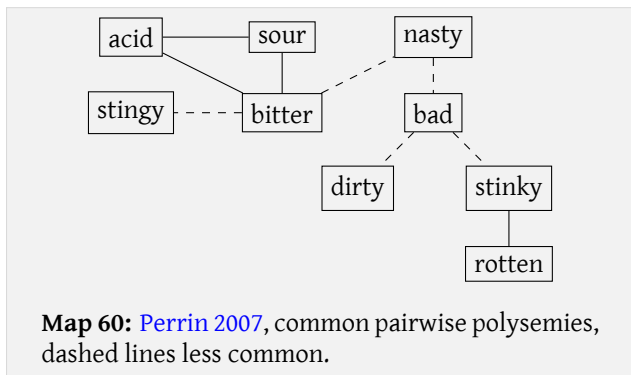 acid sour nasty
stingy bitter bad
dirty stinky
rotten
Map 60: Perrin 2007, common pairwise polysemies,
dashed lines less common.